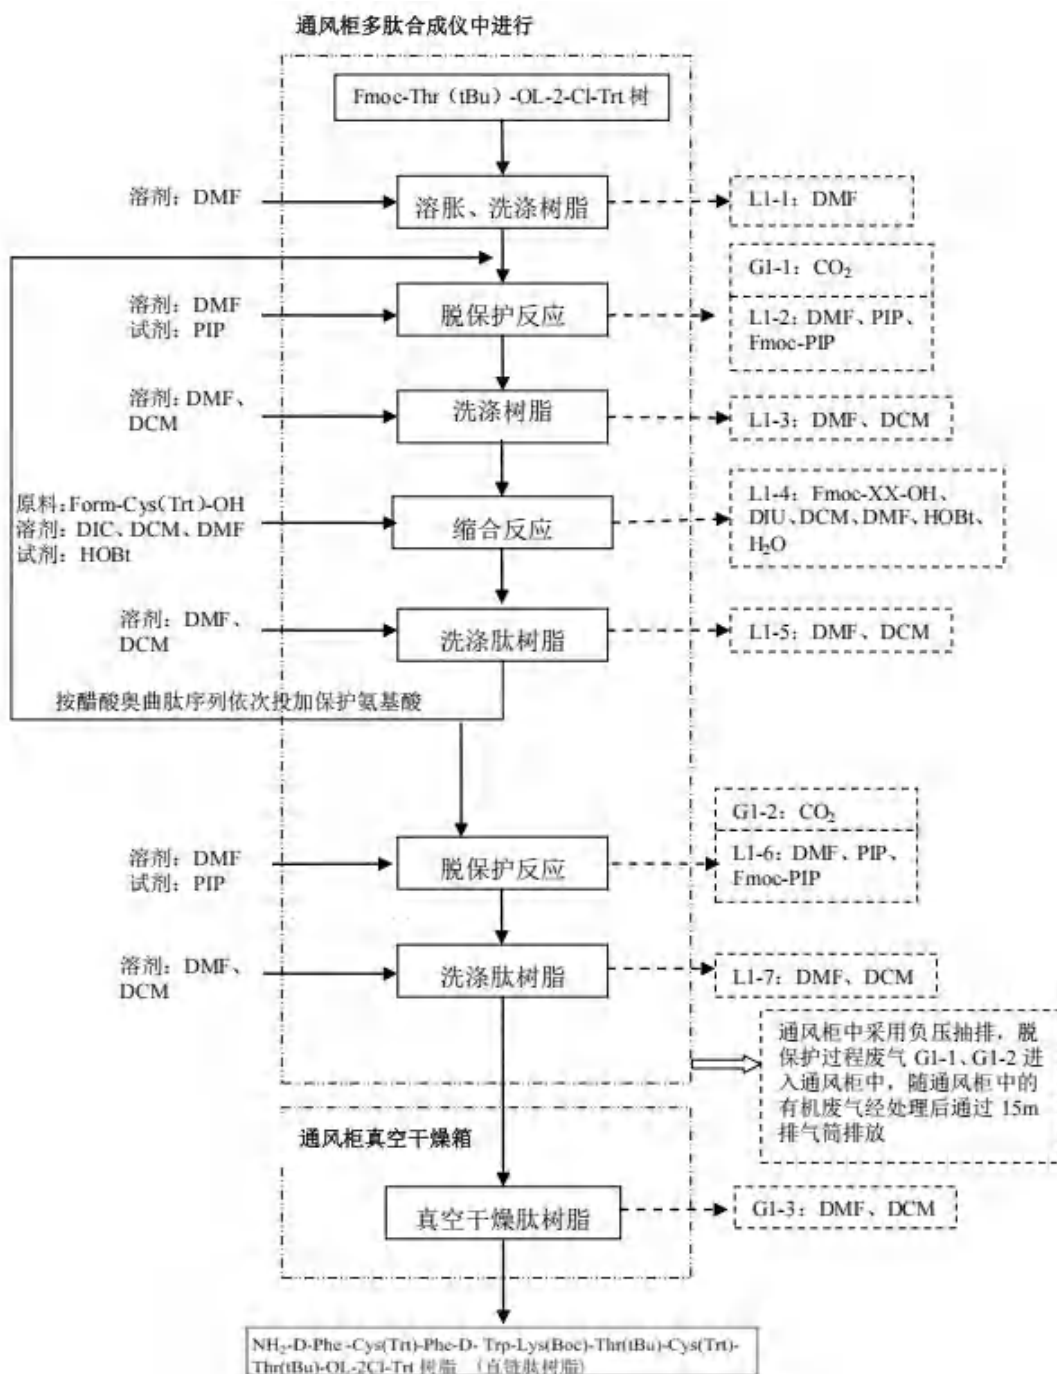 通风柜多肽合成仪中进行
Fmoc-Thr（tBu）-OL-2-Cl-Trt 树
溶剂：DMF
溶胀、洗涤树脂
L1-1：DMF
溶剂：DMF
试剂：PIP
脱保护反应
G1-1：CO₂
L1-2：DMF、PIP、
Fmoc-PIP
溶剂：DMF、
DCM
洗涤树脂
L1-3：DMF、DCM
原料：Form-Cys(Trt)-OH
溶剂：DIC、DCM、DMF
试剂：HOBt
缩合反应
L1-4：Fmoc-XX-OH、
DIU、DCM、DMF、HOBt、
H₂O
溶剂：DMF、
DCM
洗涤肽树脂
L1-5：DMF、DCM
按醋酸奥曲肽序列依次投加保护氨基酸
溶剂：DMF
试剂：PIP
脱保护反应
G1-2：CO₂
L1-6：DMF、PIP、
Fmoc-PIP
溶剂：DMF、
DCM
洗涤肽树脂
L1-7：DMF、DCM
通风柜中采用负压抽排，脱
保护过程废气 G1-1、G1-2 进
入通风柜中，随通风柜中的
有机废气经处理后通过 15m
排气筒排放
通风柜真空干燥箱
真空干燥肽树脂
G1-3：DMF、DCM
NH₂-D-Phe -Cys(Trt)-Phe-D- Trp-Lys(Boc)-Thr(tBu)-Cys(Trt)-
Thr(tBu)-OL-2Cl-Trt 树脂 （直链肽树脂）